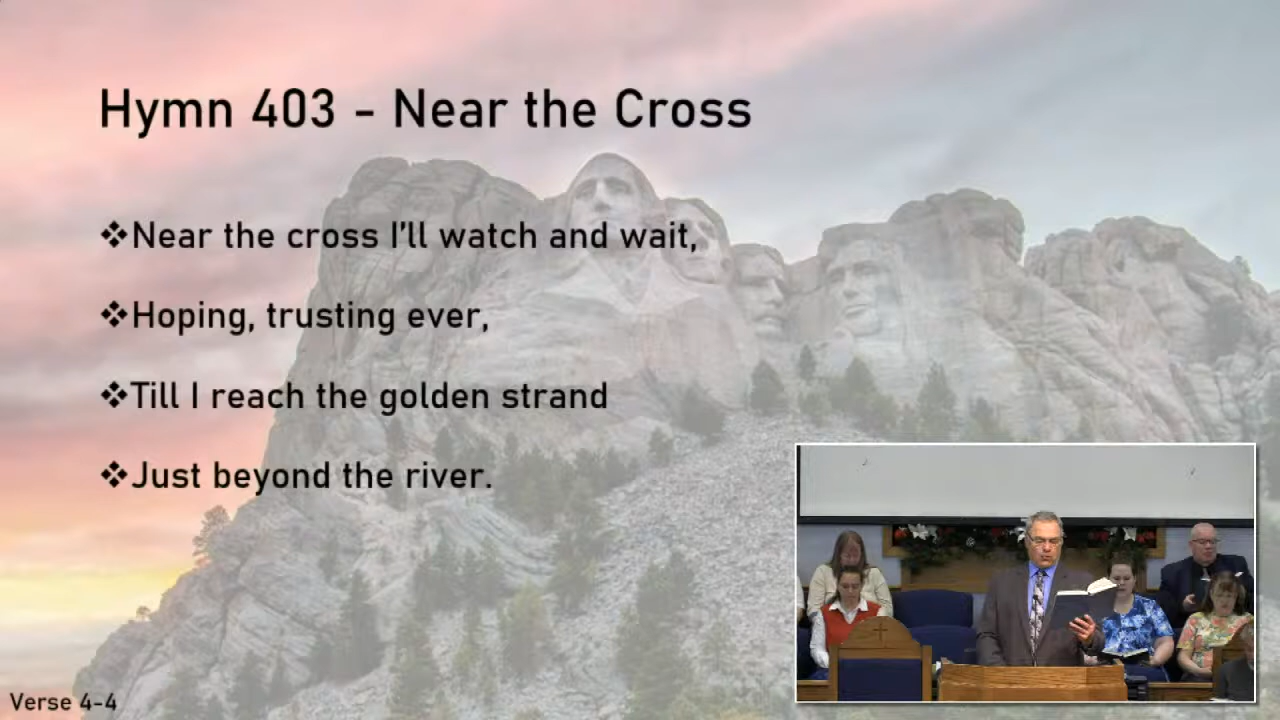 Hymn 403 - Near the Cross
❖Near the cross I'll watch and wait,
❖Hoping, trusting ever,
❖Till I reach the golden strand
❖Just beyond the river.
Verse 4-4